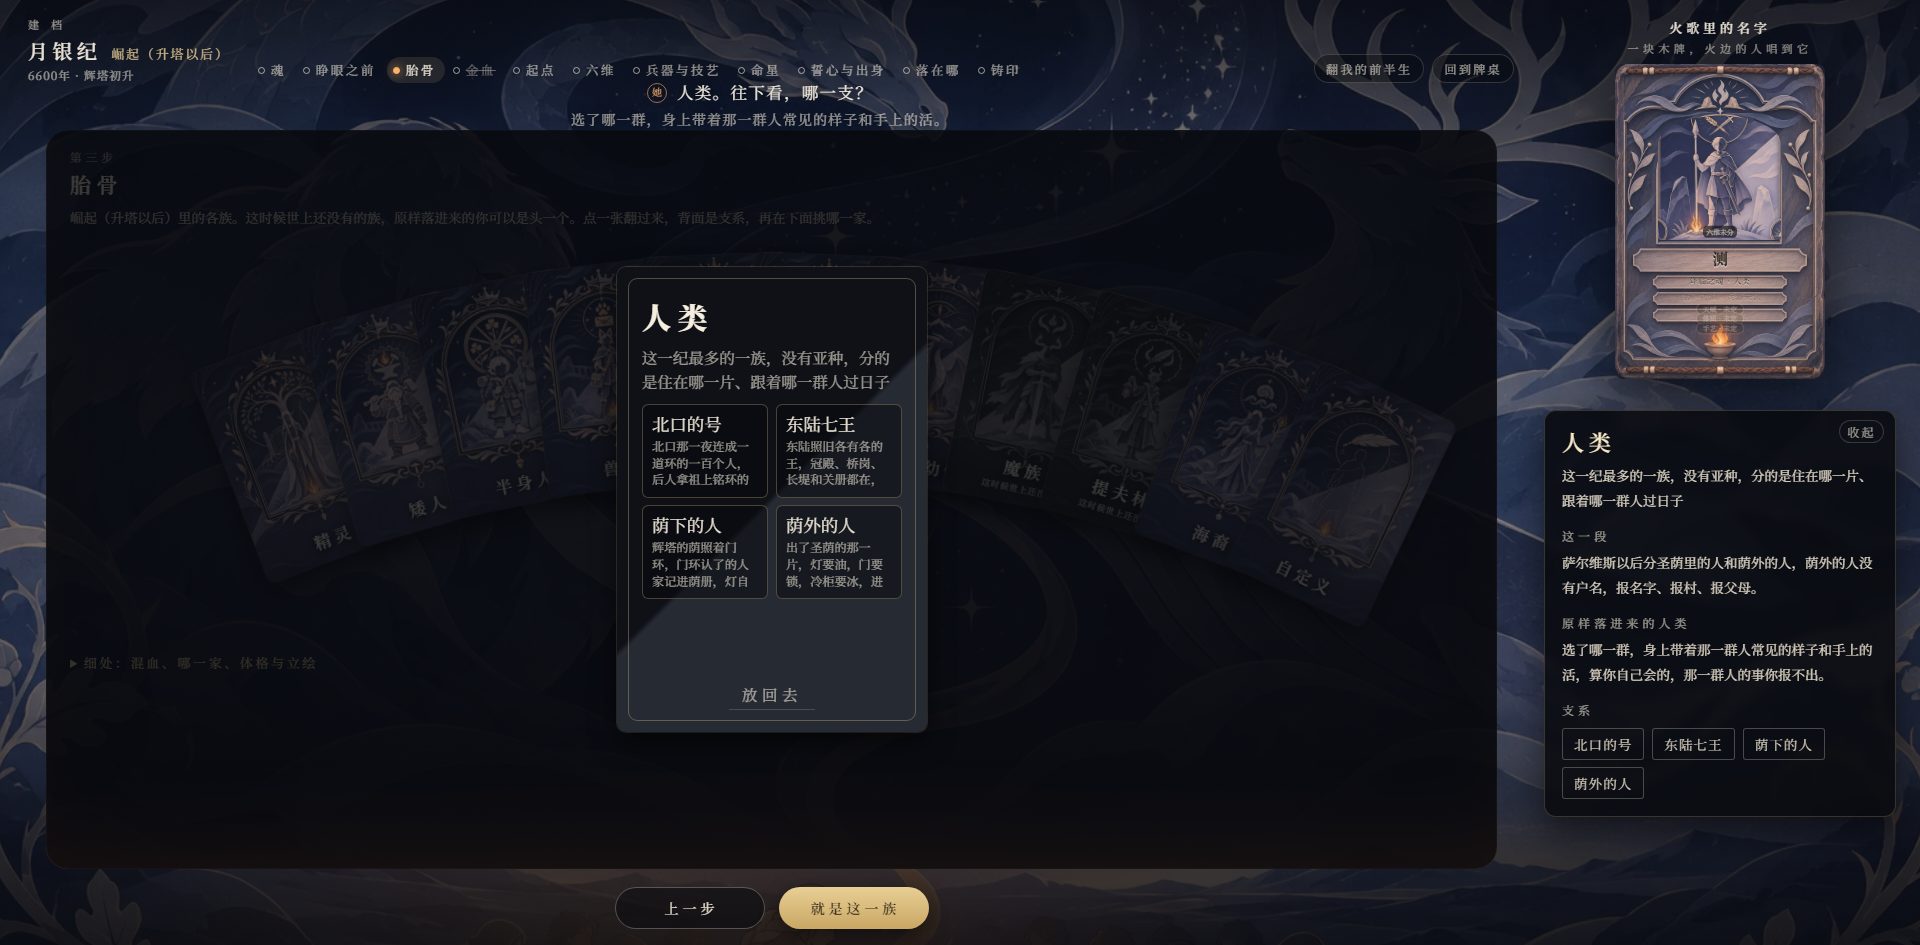 建 档
月银纪 崛起（升塔以后）
6600年 · 辉塔初升
魂 睁眼之前 胎骨 金血 起点 六维 兵器与技艺 命星 誓心与出身 落在哪 铸印
翻我的前半生 回到牌桌
她 人类。往下看，哪一支？
选了哪一群，身上带着那一群人常见的样子和手上的活。
第三步
胎骨
崛起（升塔以后）里的各族。这时候世上还没有的族，原样落进来的你可以是头一个。点一张翻过来，背面是支系，再在下面挑哪一家。
精灵
矮人
半身人
兽
魔族
这时候世上还没
提夫林
这时候世上还没
海裔
自定义
人类
这一纪最多的一族，没有亚种，分的
是住在哪一片、跟着哪一群人过日子
北口的号
北口那一夜连成一
道环的一百个人，
后人拿祖上铭环的
东陆七王
东陆照旧各有各的
王，冠殿、桥岗、
长堤和关册都在，
荫下的人
辉塔的荫照着门
环，门环认了的人
家记进荫册，灯自
荫外的人
出了圣荫的那一
片，灯要油，门要
锁，冷柜要冰，进
放回去
细处：混血、哪一家、体格与立绘
上一步 就是这一族
火歌里的名字
一块木牌，火边的人唱到它
六维未分
测
人类 收起
这一纪最多的一族，没有亚种，分的是住在哪一片、
跟着哪一群人过日子
这一段
萨尔维斯以后分圣荫里的人和荫外的人，荫外的人没
有户名，报名字、报村、报父母。
原样落进来的人类
选了哪一群，身上带着那一群人常见的样子和手上的
活，算你自己会的，那一群人的事你报不出。
支系
北口的号 东陆七王 荫下的人
荫外的人